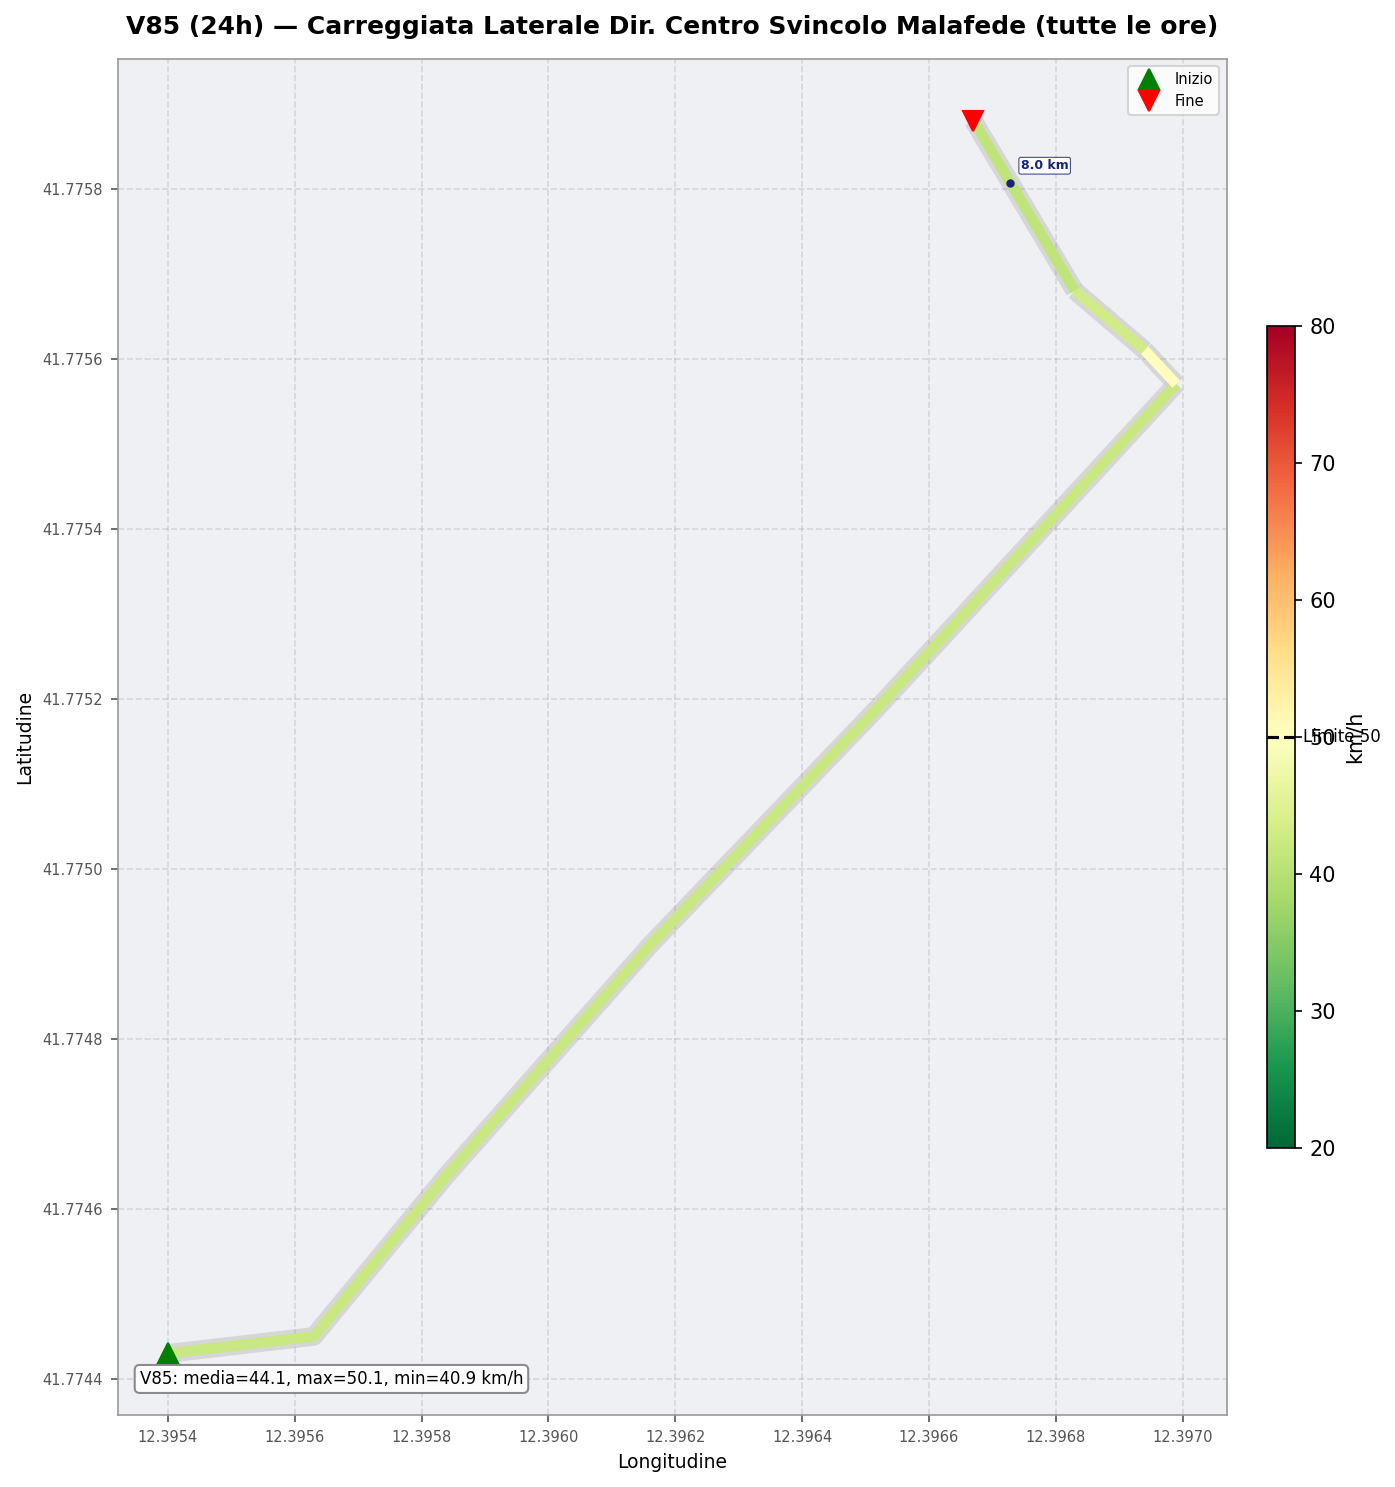 V85 (24h) — Carreggiata Laterale Dir. Centro Svincolo Malafede (tutte le ore)
Inizio
Fine
8.0 km
41.7758
41.7756
41.7754
41.7752
41.7750
41.7748
41.7746
41.7744
Latitudine
V85: media=44.1, max=50.1, min=40.9 km/h
12.3954
12.3956
12.3958
12.3960
12.3962
12.3964
12.3966
12.3968
12.3970
Longitudine
80
70
60
50
Limite 50
40
30
20
km/h